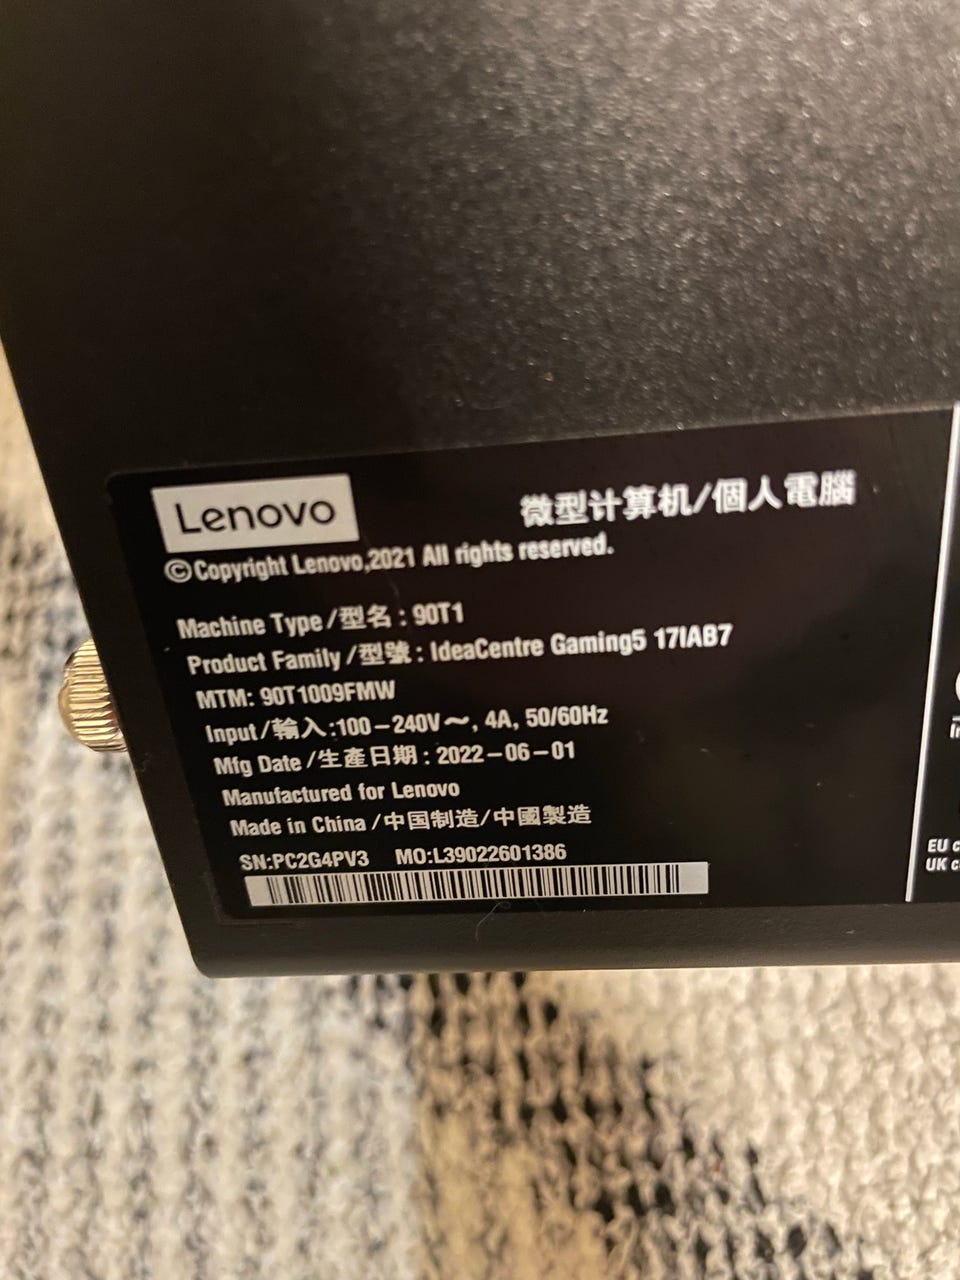 Lenovo
微型计算机/個人電腦
©Copyright Lenovo,2021 All rights reserved.
Machine Type/型名:90T1
Product Family/型號:IdeaCentre Gaming5 17IAB7
MTM: 90T1009FMW
Input/輸入:100-240V～, 4A, 50/60Hz
Mfg Date/生產日期:2022-06-01
Manufactured for Lenovo
Made in China/中国制造/中國製造
SN:PC2G4PV3 MO:L39022601386
EU
UK